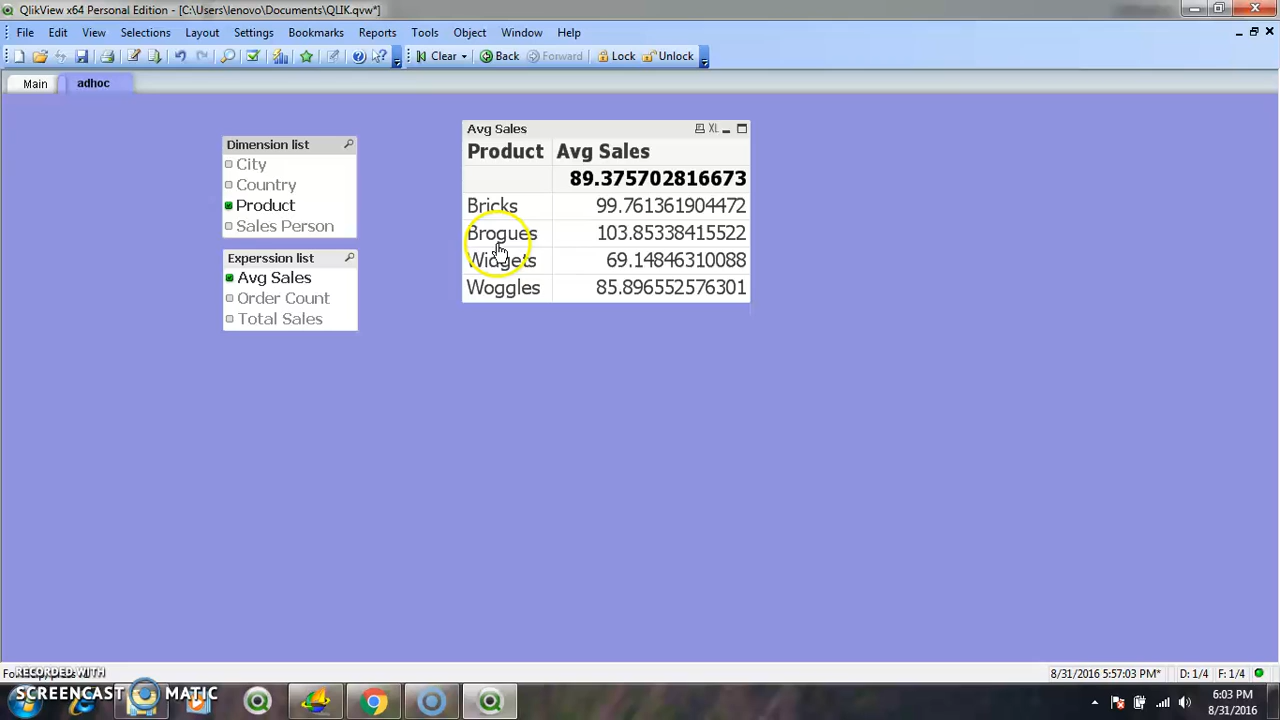 QlikView x64 Personal Edition - [C:\Users\lenovo\Documents\QLIK.qvw*]
File Edit View Selections Layout Settings Bookmarks Reports Tools Object Window Help
Clear Back Forward Lock Unlock
Main adhoc
Dimension list
City
Country
Product
Sales Person
Experssion list
Avg Sales
Order Count
Total Sales
Avg Sales XL
Product Avg Sales
89.375702816673
Bricks 99.761361904472
Brogues 103.85338415522
Widgets 69.14846310088
Woggles 85.896552576301
8/31/2016 5:57:03 PM* D: 1/4 F: 1/4
RECORDED WITH
SCREENCAST MATIC
6:03 PM
8/31/2016